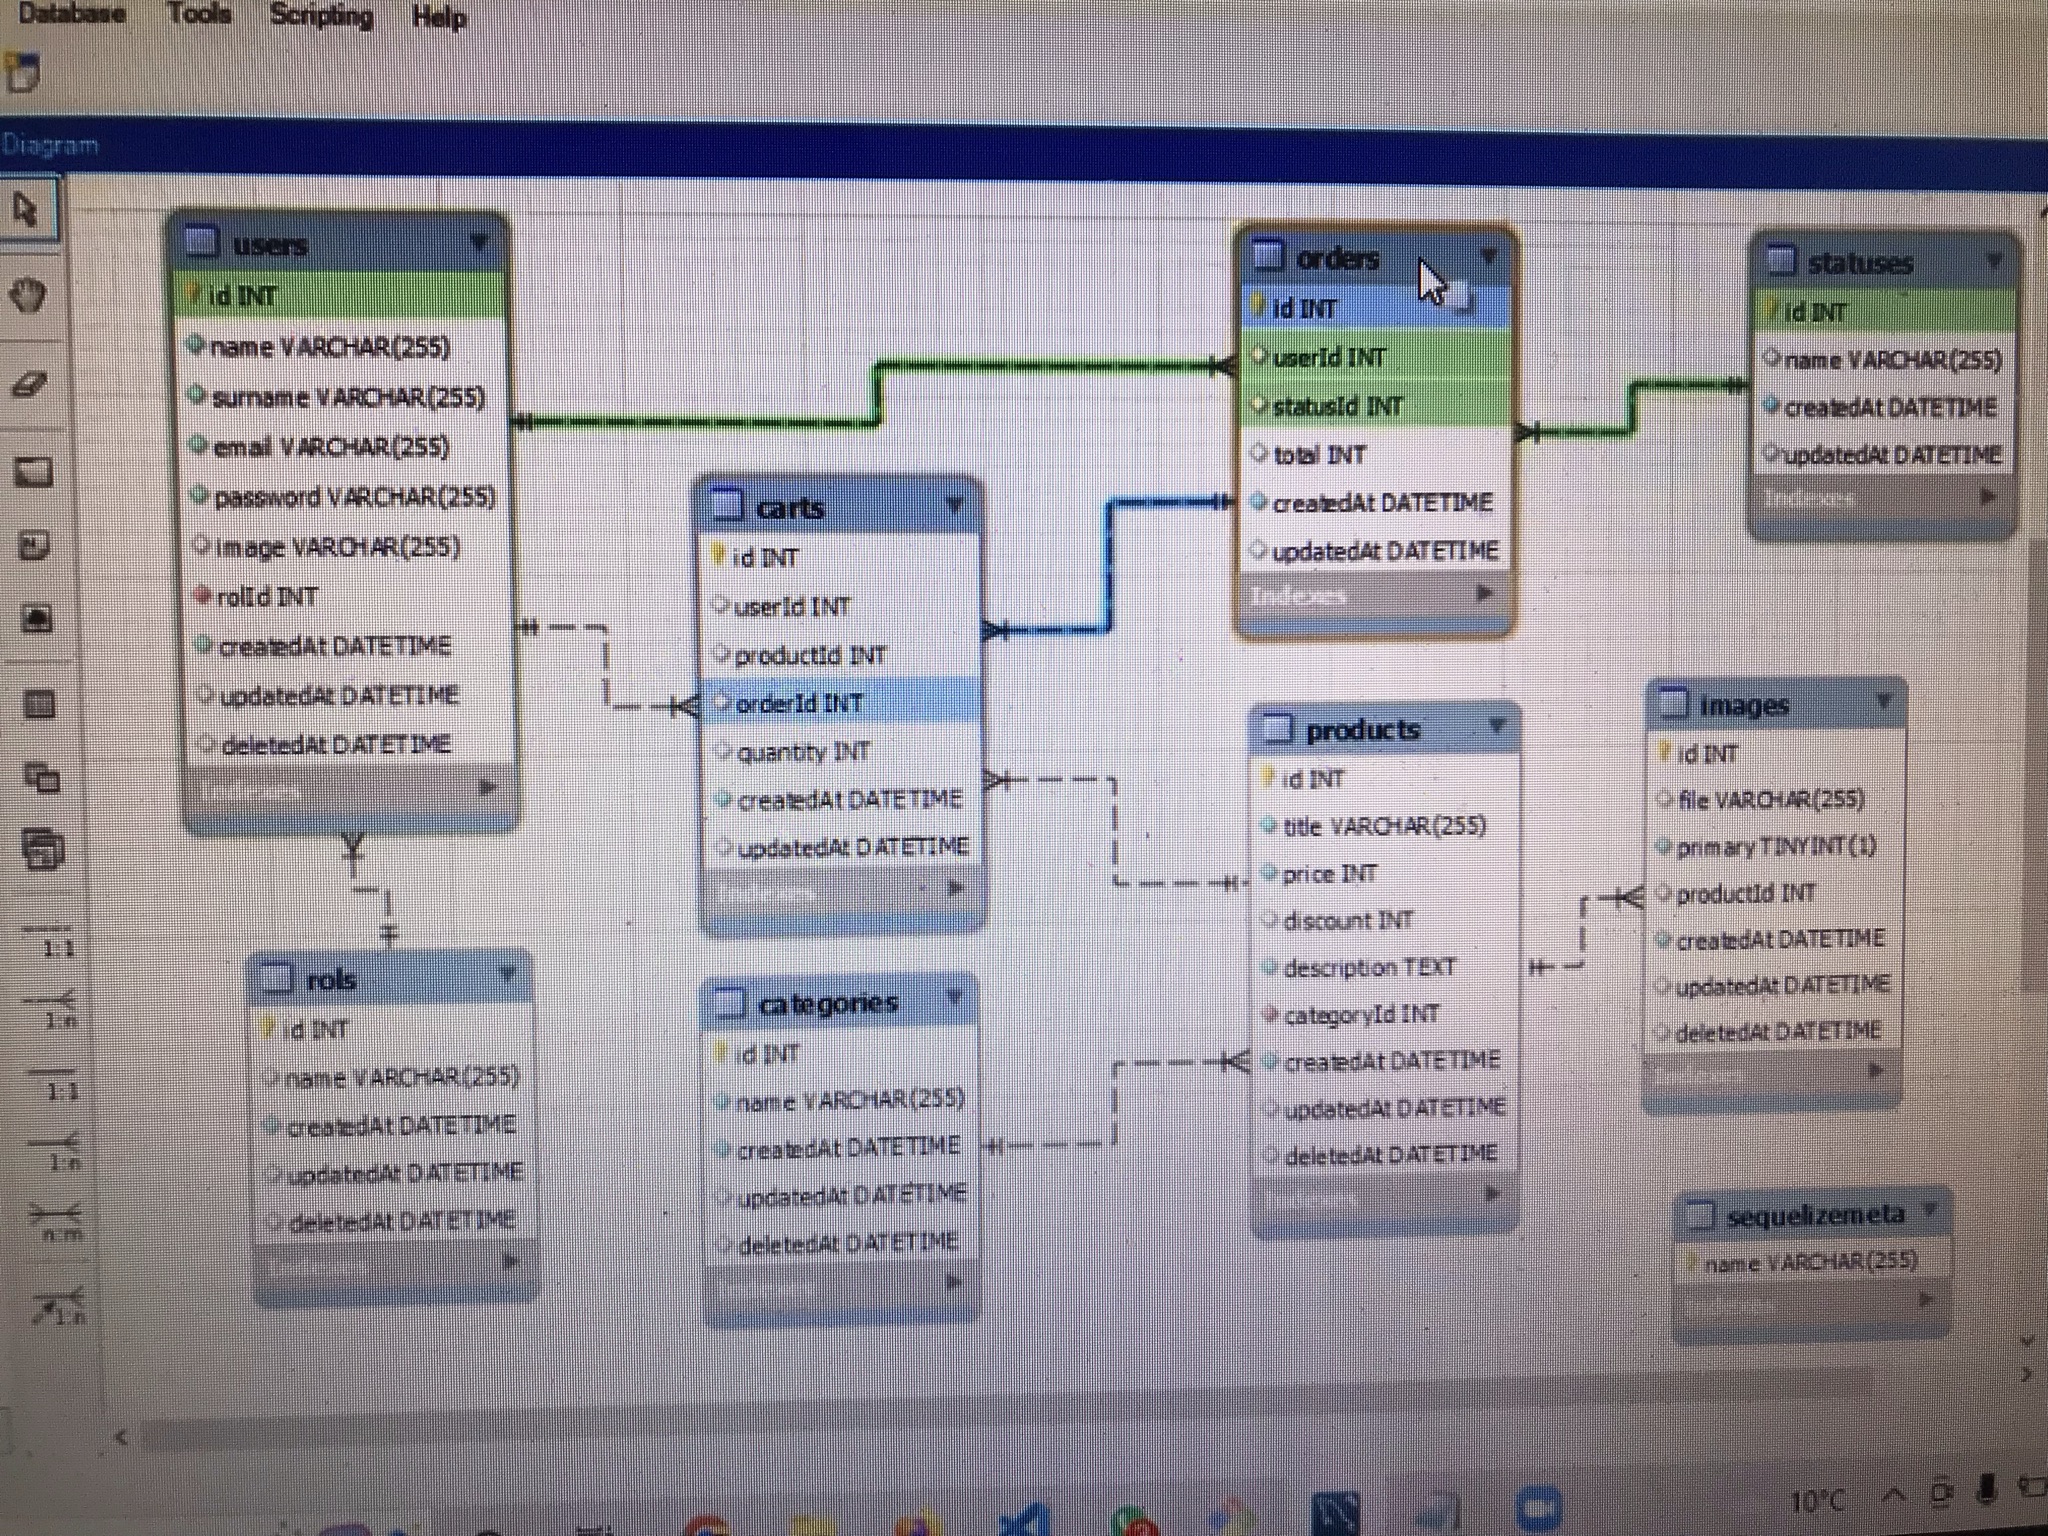 Database Tools Scripting Help
Diagram
users
id INT
name VARCHAR(255)
surname VARCHAR(255)
email VARCHAR(255)
password VARCHAR(255)
image VARCHAR(255)
rolId INT
createdAt DATETIME
updatedAt DATETIME
deletedAt DATETIME
orders
id INT
userId INT
statusId INT
total INT
createdAt DATETIME
updatedAt DATETIME
Indexes
statuses
id INT
name VARCHAR(255)
createdAt DATETIME
updatedAt DATETIME
Indexes
carts
id INT
userId INT
productId INT
orderId INT
quantity INT
createdAt DATETIME
updatedAt DATETIME
products
id INT
title VARCHAR(255)
price INT
discount INT
description TEXT
categoryId INT
createdAt DATETIME
updatedAt DATETIME
deletedAt DATETIME
images
id INT
file VARCHAR(255)
primary TINYINT(1)
productId INT
createdAt DATETIME
updatedAt DATETIME
deletedAt DATETIME
rols
id INT
name VARCHAR(255)
createdAt DATETIME
updatedAt DATETIME
deletedAt DATETIME
categories
id INT
name VARCHAR(255)
createdAt DATETIME
updatedAt DATETIME
deletedAt DATETIME
sequelizemeta
name VARCHAR(255)
1:1
1:n
1:1
1:n
n:m
1:n
10°C